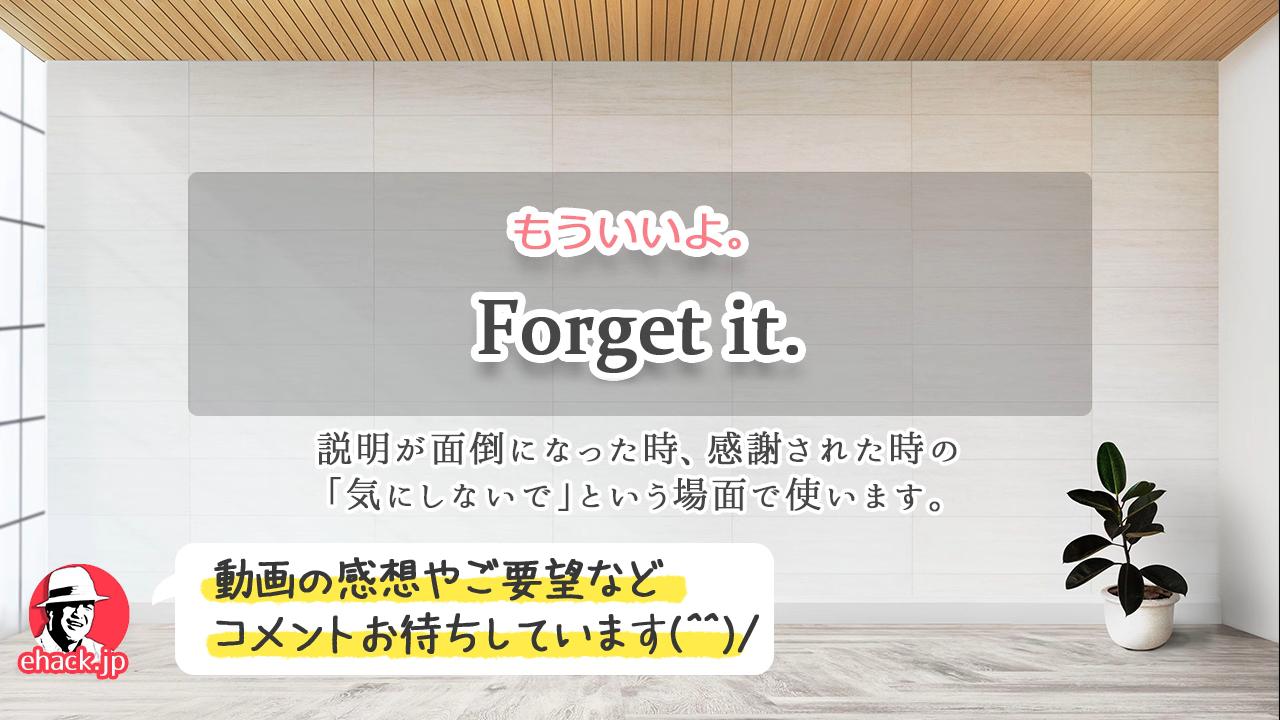 もういいよ。
Forget it.
説明が面倒になった時、感謝された時の
「気にしないで」という場面で使います。
動画の感想やご要望など
コメントお待ちしています(^^)/
ehack.jp